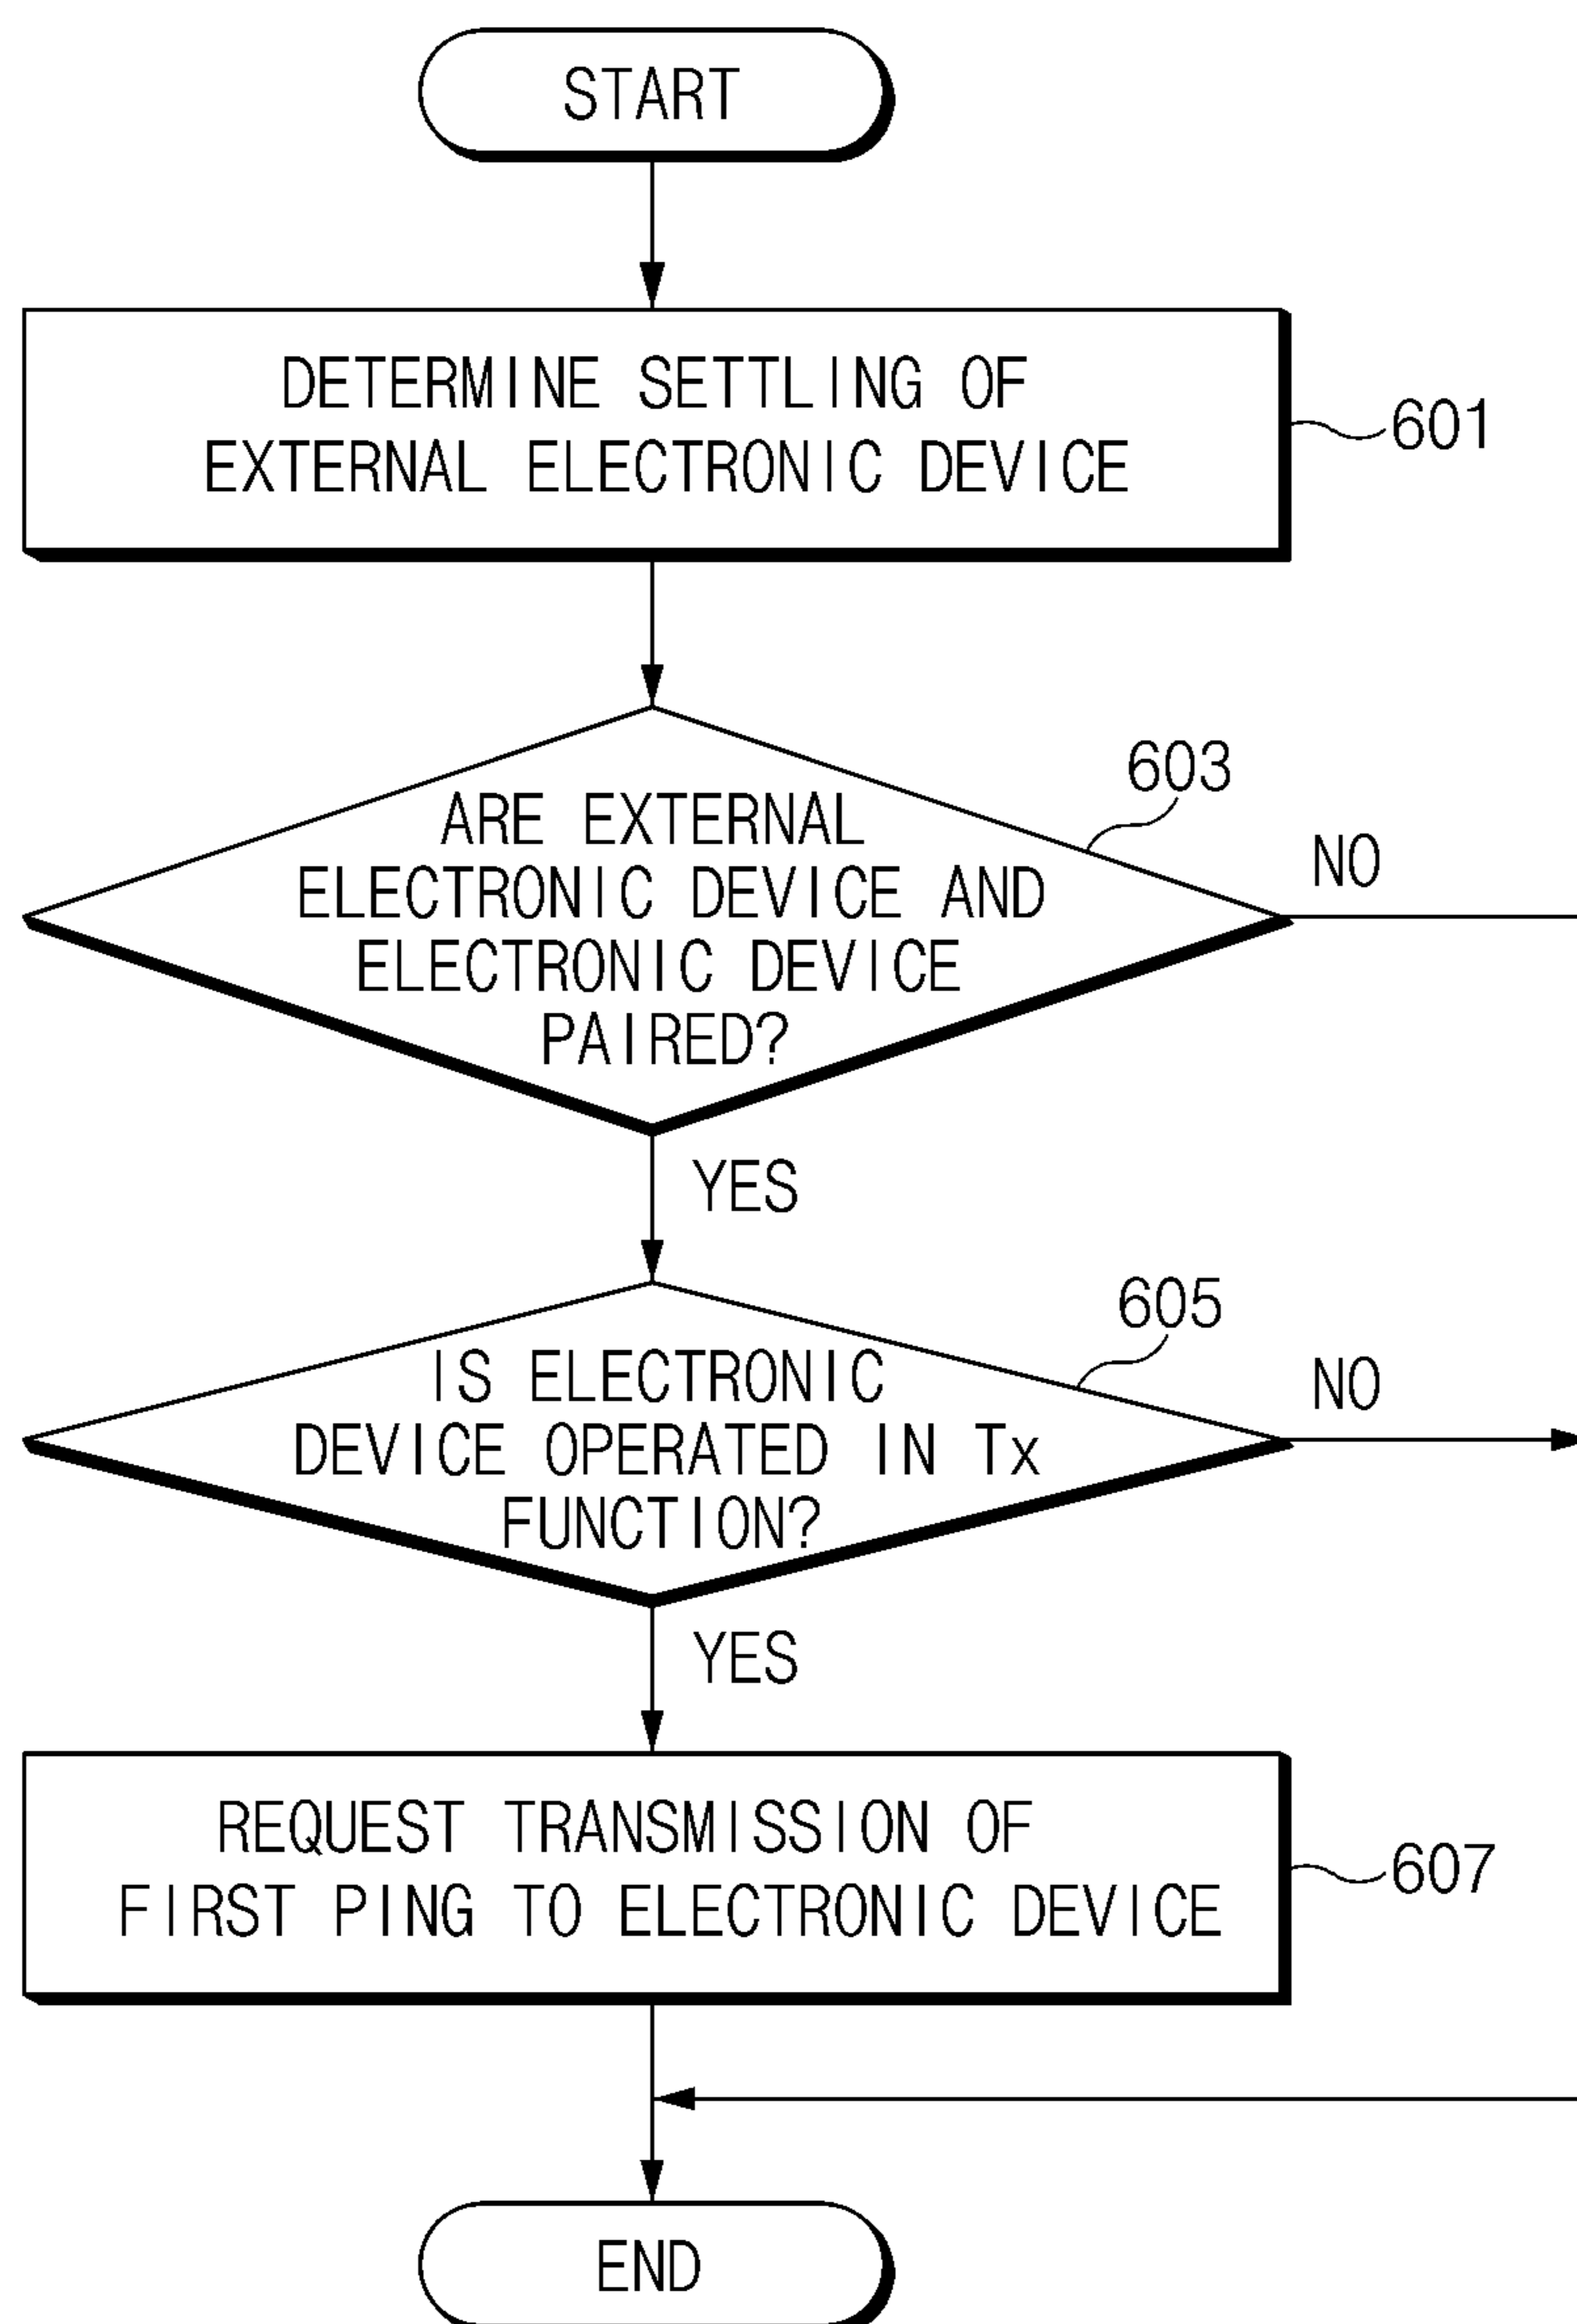 START
DETERMINE SETTLING OF
EXTERNAL ELECTRONIC DEVICE
601
603
ARE EXTERNAL
ELECTRONIC DEVICE AND
ELECTRONIC DEVICE
PAIRED?
NO
YES
605
IS ELECTRONIC
DEVICE OPERATED IN Tx
FUNCTION?
NO
YES
REQUEST TRANSMISSION OF
FIRST PING TO ELECTRONIC DEVICE
607
END